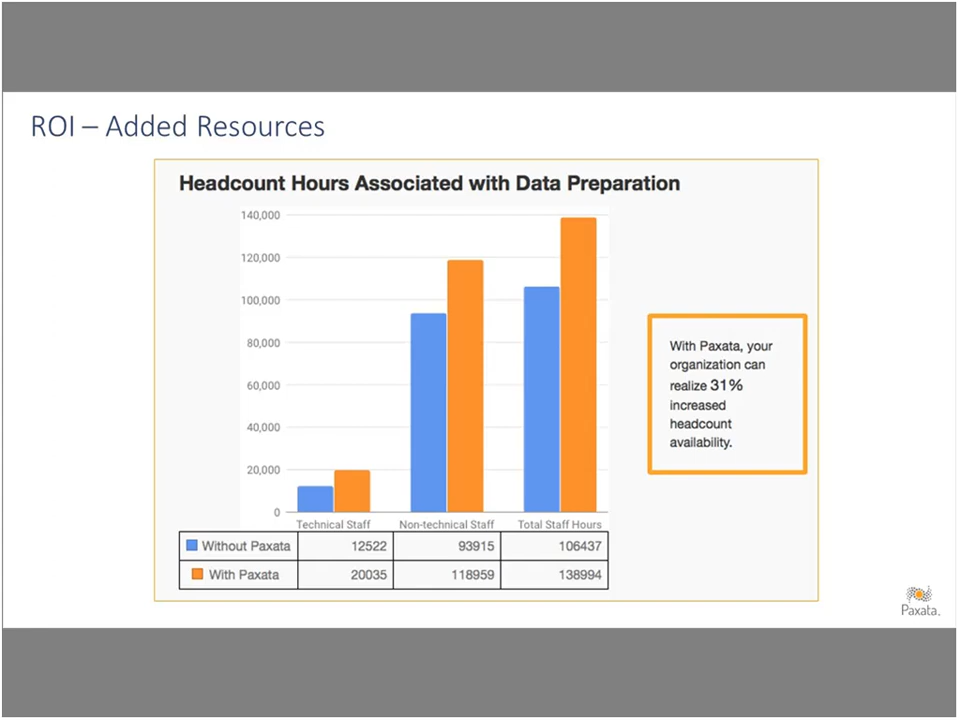 ROI – Added Resources
Headcount Hours Associated with Data Preparation
140,000
120,000
100,000
80,000
60,000
40,000
20,000
0
Technical Staff Non-technical Staff Total Staff Hours
Without Paxata 12522 93915 106437
With Paxata 20035 118959 138994
With Paxata, your
organization can
realize 31%
increased
headcount
availability.
Paxata.